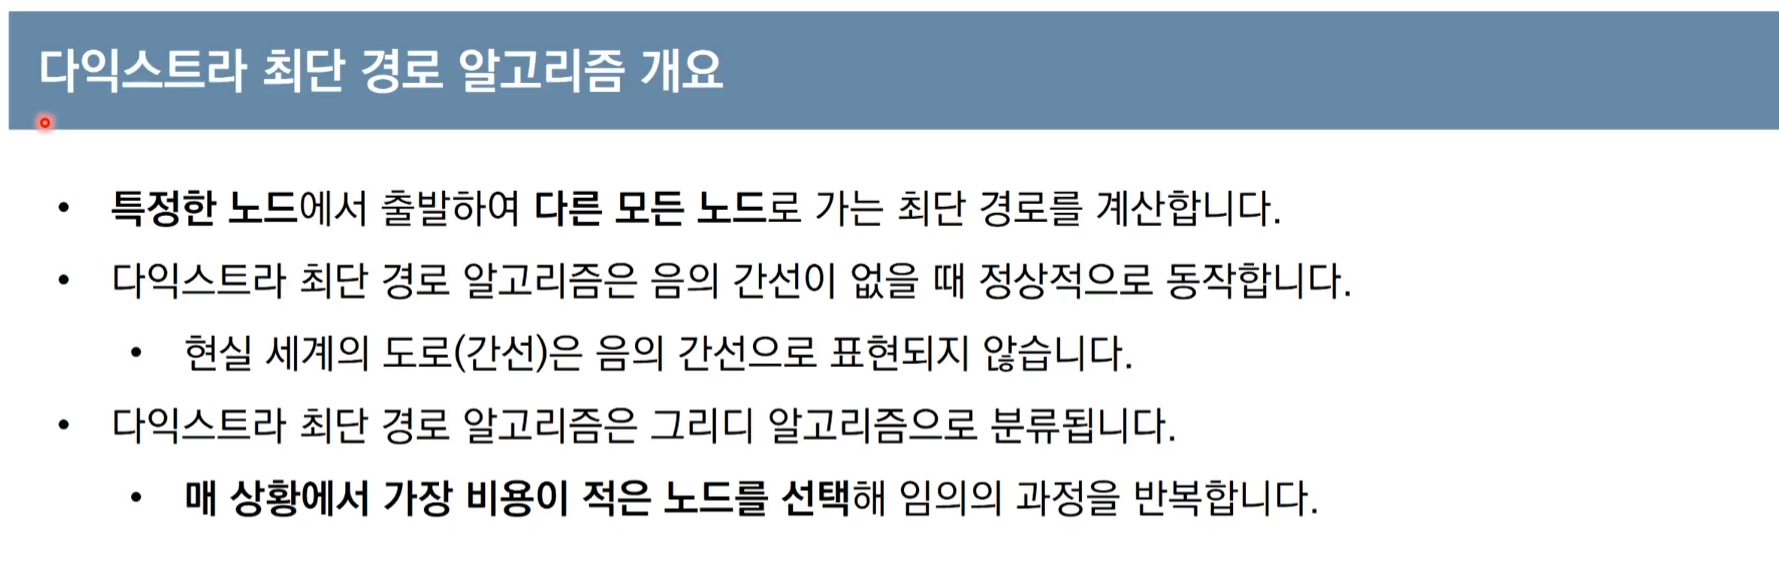 다익스트라 최단 경로 알고리즘 개요
• 특정한 노드에서 출발하여 다른 모든 노드로 가는 최단 경로를 계산합니다.
• 다익스트라 최단 경로 알고리즘은 음의 간선이 없을 때 정상적으로 동작합니다.
• 현실 세계의 도로(간선)은 음의 간선으로 표현되지 않습니다.
• 다익스트라 최단 경로 알고리즘은 그리디 알고리즘으로 분류됩니다.
• 매 상황에서 가장 비용이 적은 노드를 선택해 임의의 과정을 반복합니다.